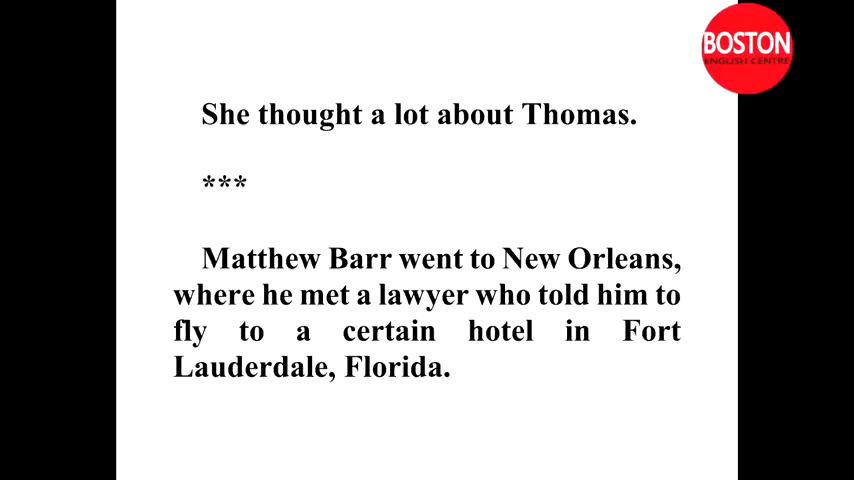 BOSTON
ENGLISH CENTRE
She thought a lot about Thomas.
***
Matthew Barr went to New Orleans,
where he met a lawyer who told him to
fly to a certain hotel in Fort
Lauderdale, Florida.